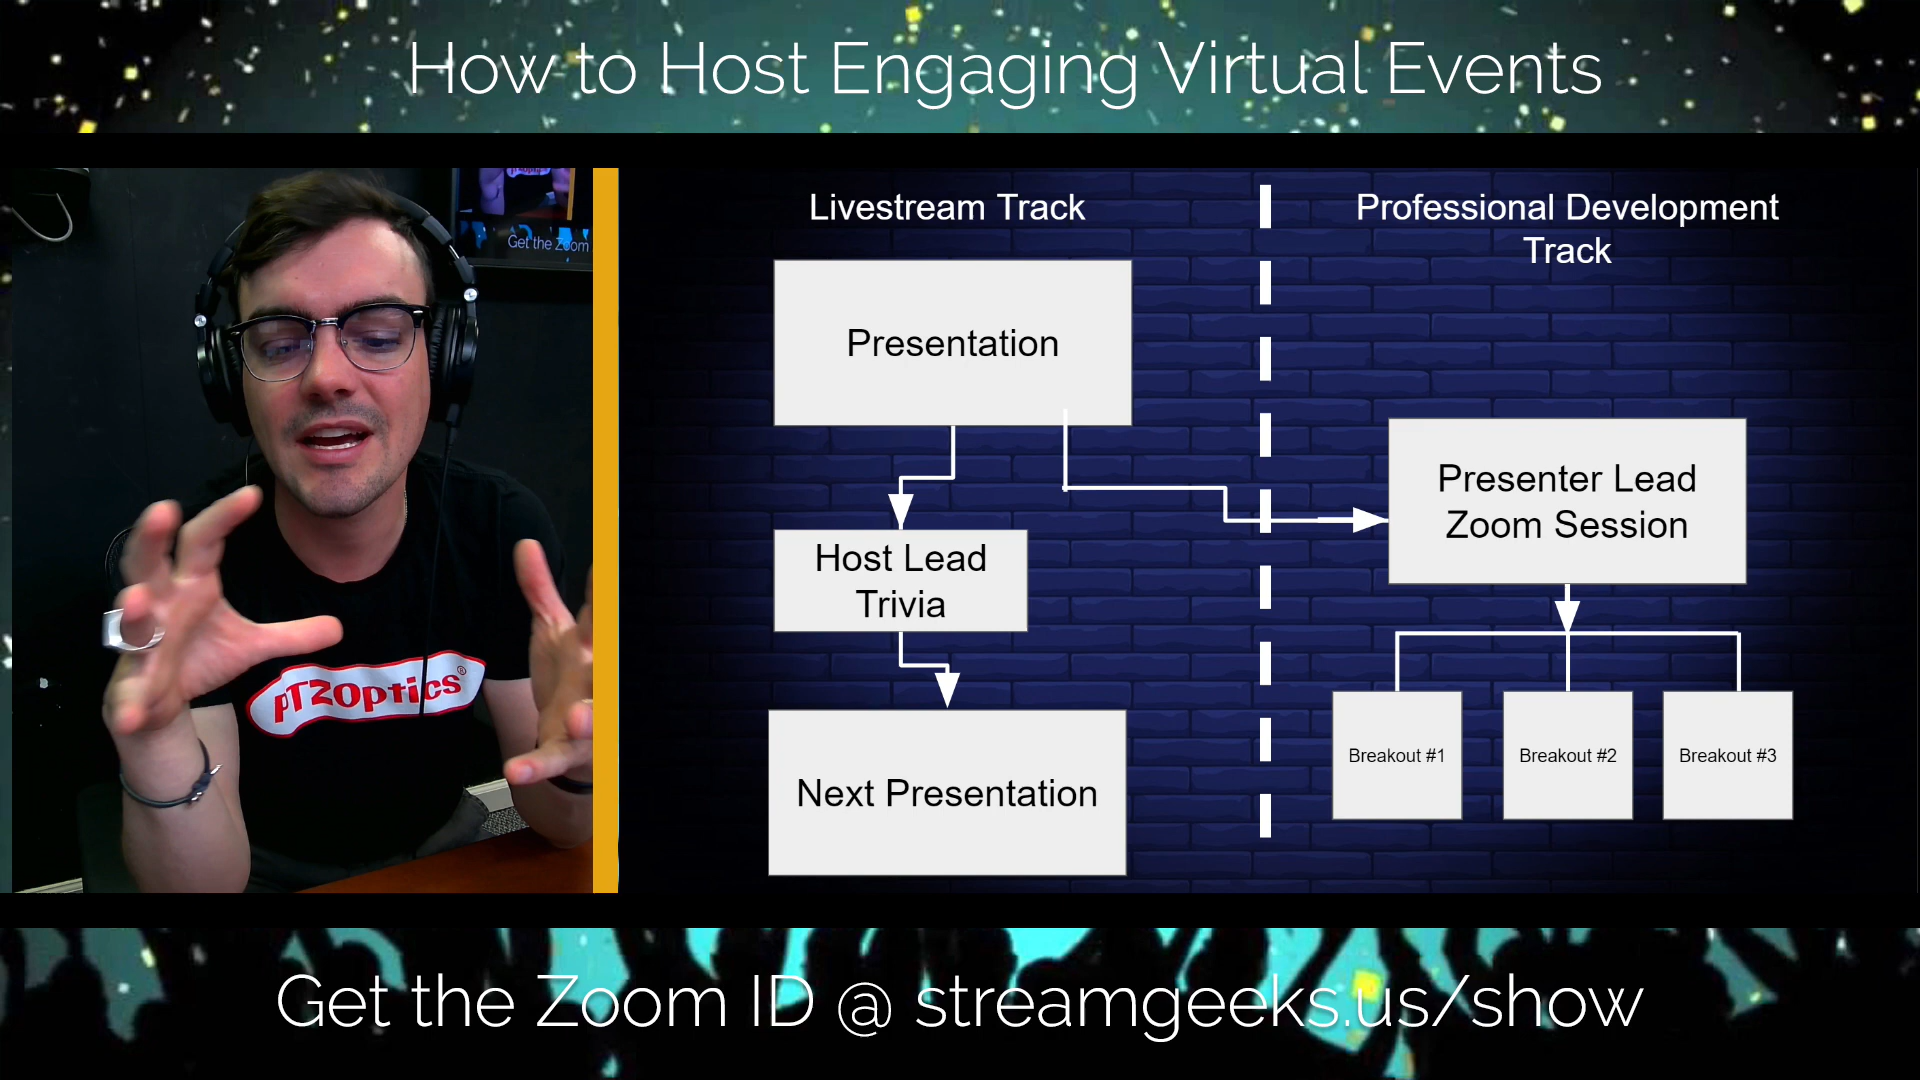 How to Host Engaging Virtual Events
Get the Zoom
PTZOptics®
Livestream Track
Presentation
Host Lead
Trivia
Next Presentation
Professional Development
Track
Presenter Lead
Zoom Session
Breakout #1
Breakout #2
Breakout #3
Get the Zoom ID @ streamgeeks.us/show